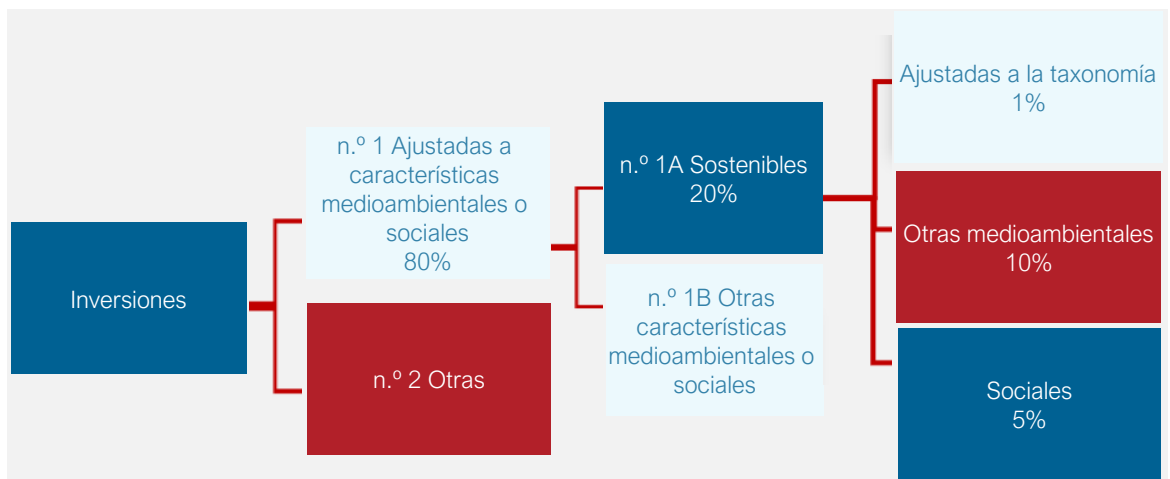 Inversiones
n.º 1 Ajustadas a
características
medioambientales o
sociales
80%
n.º 2 Otras
n.º 1A Sostenibles
20%
n.º 1B Otras
características
medioambientales o
sociales
Ajustadas a la taxonomía
1%
Otras medioambientales
10%
Sociales
5%